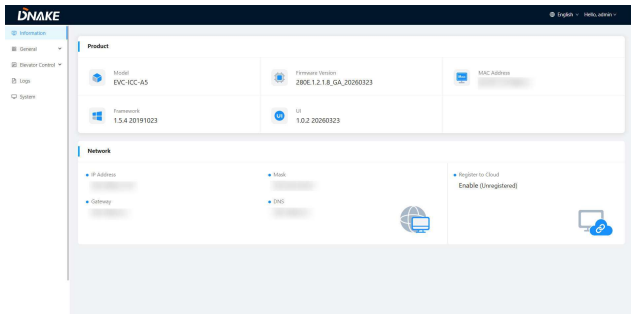 DNAKE
English
Hello, admin
Information
General
Elevator Control
Logs
System
Product
Model
EVC-ICC-A5
Firmware Version
280E.1.2.1.8_GA_20260323
MAC Address
Framework
1.5.4 20191023
UI
UI
1.0.2 20260323
Network
IP Address
Mask
Register to Cloud
Enable (Unregistered)
Gateway
DNS